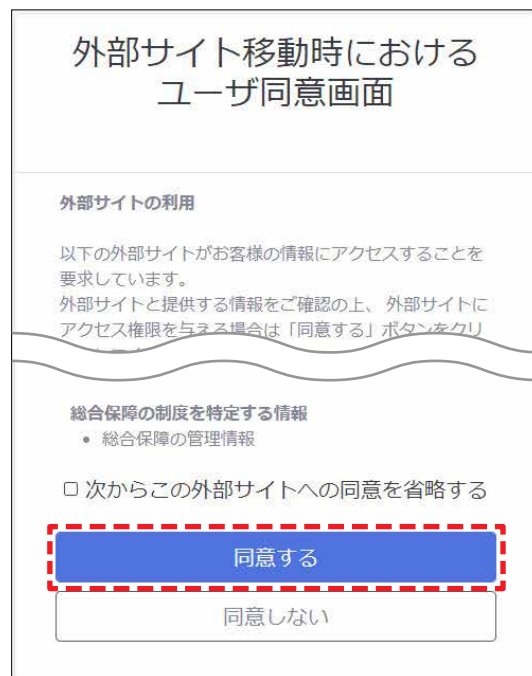 外部サイト移動時における
ユーザ同意画面
外部サイトの利用
以下の外部サイトがお客様の情報にアクセスすることを
要求しています。
外部サイトと提供する情報をご確認の上、 外部サイトに
アクセス権限を与える場合は「同意する」ボタンをクリ
総合保障の制度を特定する情報
• 総合保障の管理情報
□ 次からこの外部サイトへの同意を省略する
同意する
同意しない